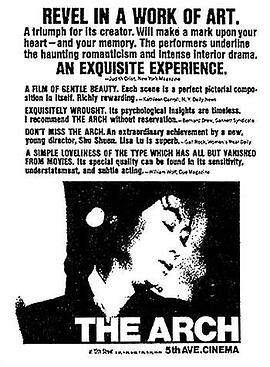 REVEL IN A WORK OF ART.
A triumph for its creator. Will make a mark upon your
heart—and your memory. The performers underline
the haunting romanticism and intense interior drama.
AN EXQUISITE EXPERIENCE.
—Judith Crist, New York Magazine
A FILM OF GENTLE BEAUTY. Each scene is a perfect pictorial compo-
sition in itself. Richly rewarding. —Kathleen Carroll, N.Y. Daily News
EXQUISITELY WROUGHT. Its psychological insights are timeless.
I recommend THE ARCH without reservation. —Bernard Drew, Gannett Syndicate
DON'T MISS THE ARCH. An extraordinary achievement by a new,
young director, Shu Shuen. Lisa Lu is superb. —Gail Rock, Women's Wear Daily
A SIMPLE LOVELINESS OF THE TYPE WHICH HAS ALL BUT VANISHED
FROM MOVIES. Its special quality can be found in its sensitivity,
understatement, and subtle acting. —William Wolf, Cue Magazine
THE ARCH
5th AVE. CINEMA